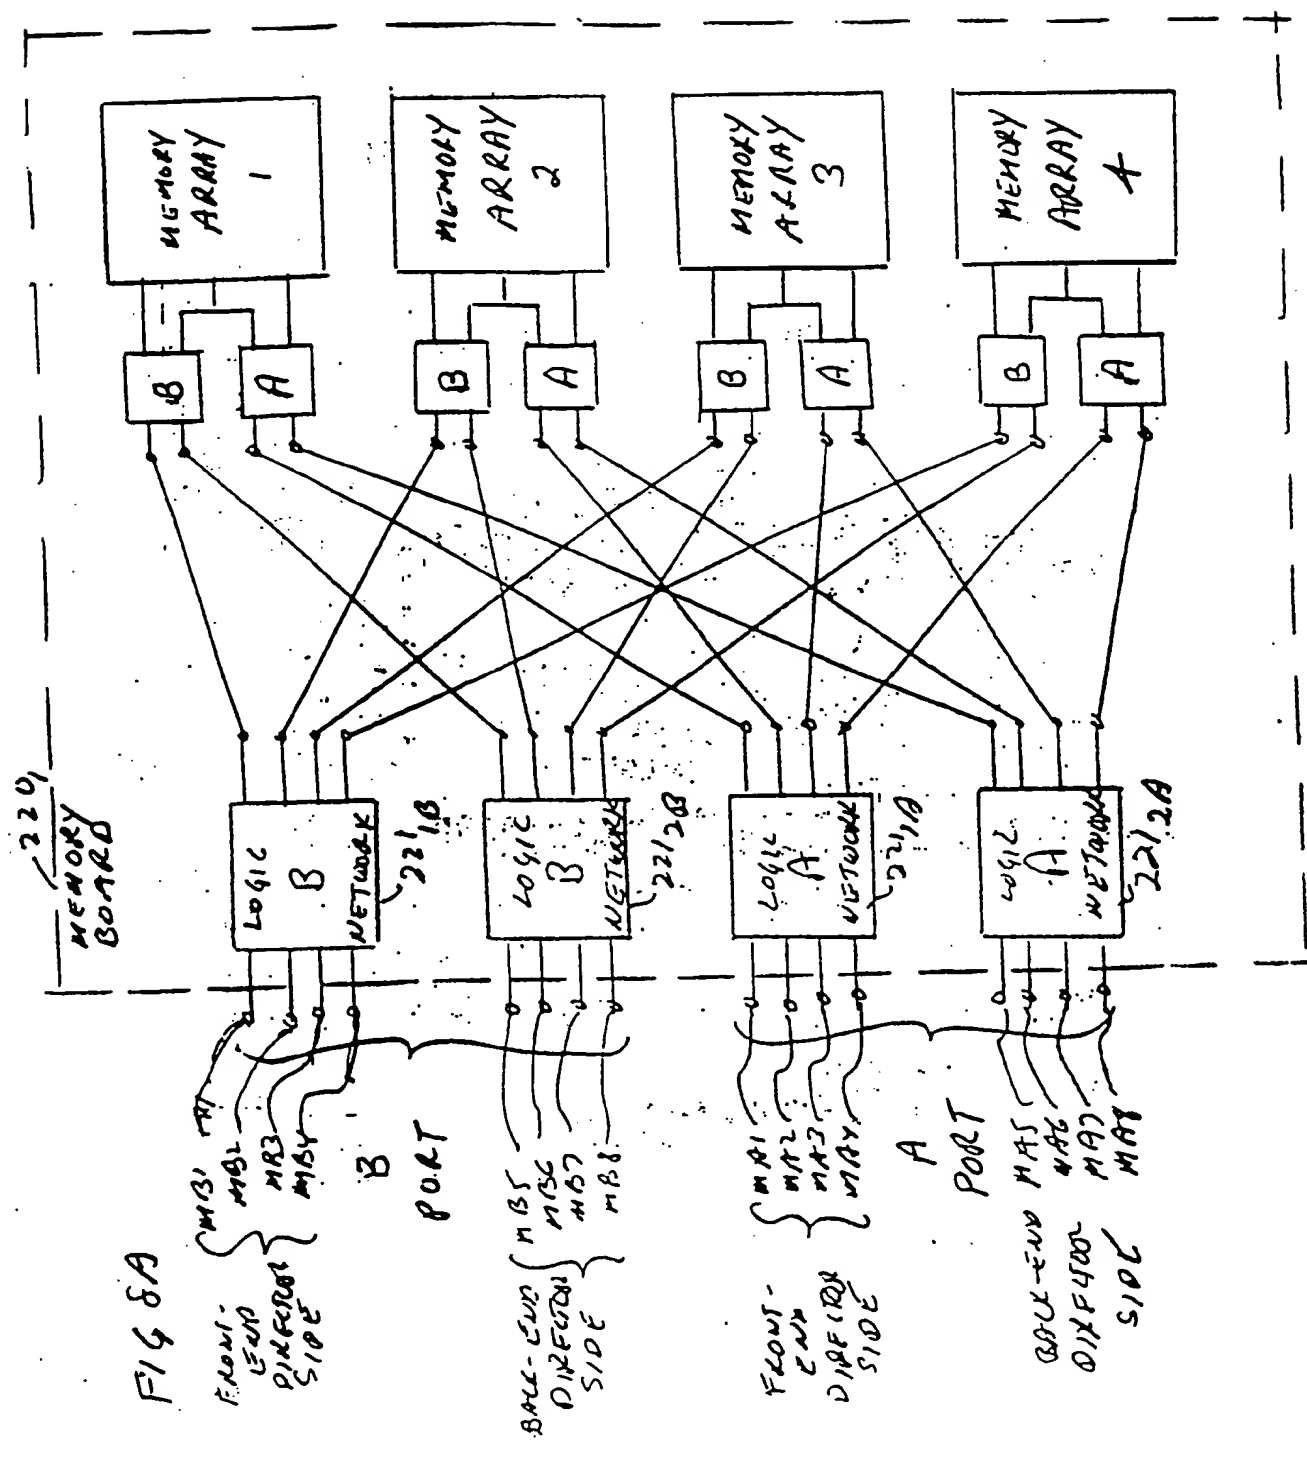 FIG 8A
220,
MEMORY
BOARD
MEMORY
ARRAY
1
MEMORY
ARRAY
2
MEMORY
ARRAY
3
MEMORY
ARRAY
4
B
A
B
A
B
A
B
A
LOGIC
B
NETWORK
221,1B
LOGIC
B
NETWORK
221,2B
LOGIC
A
NETWORK
221,1A
LOGIC
A
NETWORK
221,2A
MB1
MB2
MB3
MB4
FRONT-
END
DIRECTOR
SIDE
B
PORT
MB5
MB6
MB7
MB8
BACK-END
DIRECTOR
SIDE
MA1
MA2
MA3
MA4
FRONT-
END
DIRECTOR
SIDE
A
PORT
MA5
MA6
MA7
MA8
BACK-END
DIRECTOR
SIDE